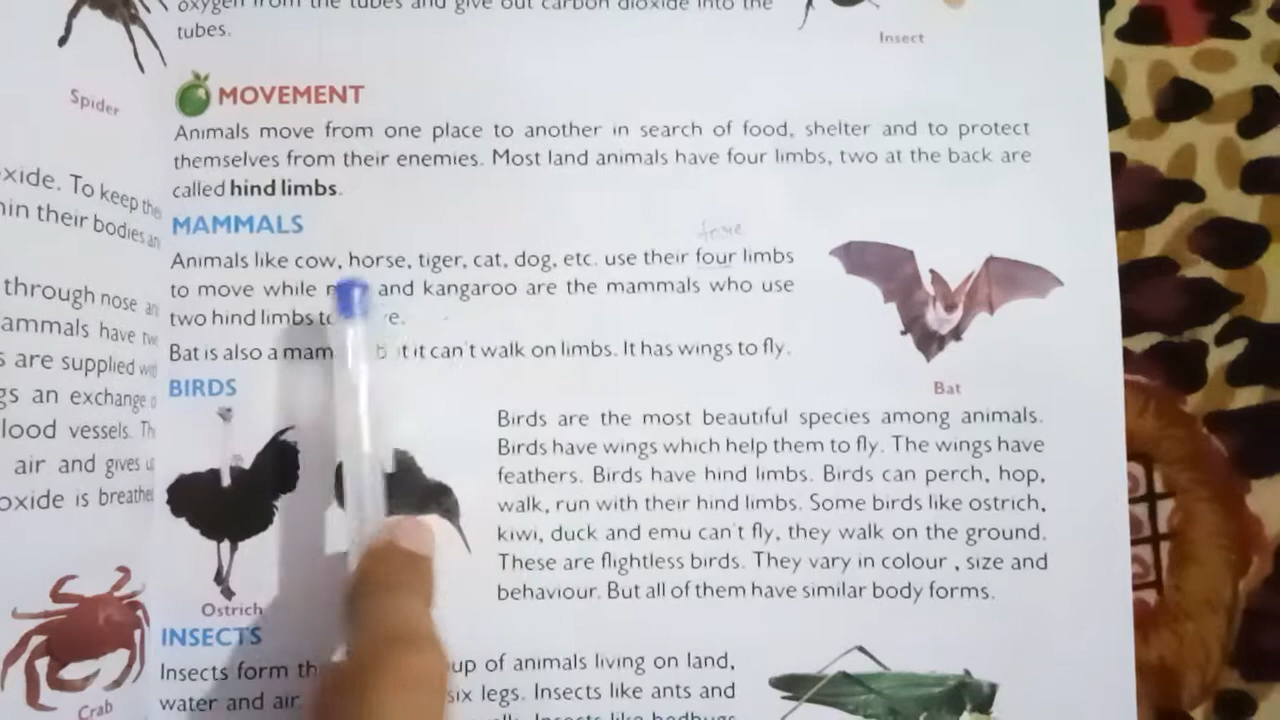 oxygen from the tubes and give out carbon dioxide into the
tubes.
Insect
Spider
MOVEMENT
Animals move from one place to another in search of food, shelter and to protect
themselves from their enemies. Most land animals have four limbs, two at the back are
called hind limbs.
xide. To keep the
hin their bodies an
through nose
ammals have
s are supplied
gs an exchange
lood vessels. Th
air and gives
oxide is breathe
MAMMALS
Animals like cow, horse, tiger, cat, dog, etc. use their four limbs
to move while and kangaroo are the mammals who use
two hind limbs
Bat is also a it can't walk on limbs. It has wings to fly.
Bat
BIRDS
Birds are the most beautiful species among animals.
Birds have wings which help them to fly. The wings have
feathers. Birds have hind limbs. Birds can perch, hop,
walk, run with their hind limbs. Some birds like ostrich,
kiwi, duck and emu can't fly, they walk on the ground.
These are flightless birds. They vary in colour , size and
behaviour. But all of them have similar body forms.
Ostrich
Crab
INSECTS
Insects form up of animals living on land,
water and air. six legs. Insects like ants and
Insects like bedbugs